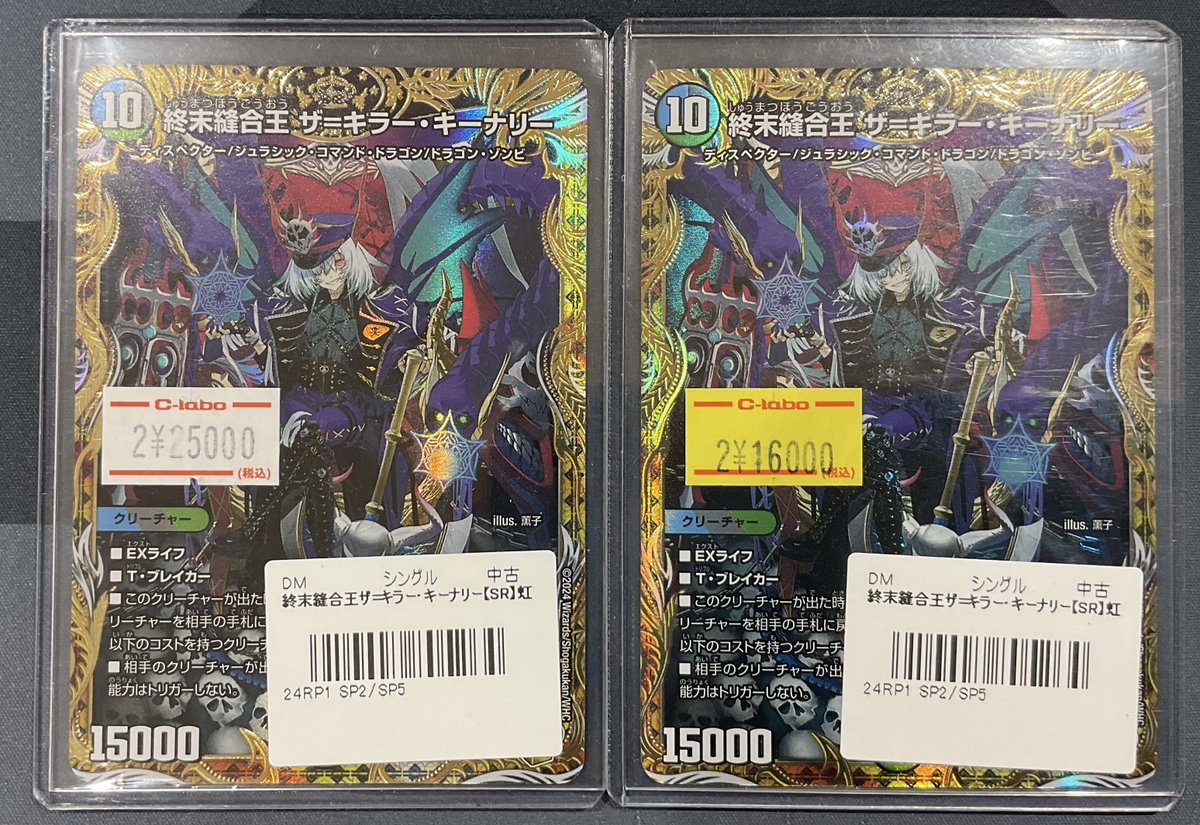 10
しゅうまつほうごうおう
終末縫合王 ザ=キラー・キーナリー
ディスペクター/ジュラシック・コマンド・ドラゴン/ドラゴン・ゾンビ
C-labo
2¥25000
(税込)
クリーチャー
illus. 薫子
エクスト
■EXライフ
トリプル
■T・ブレイカー
■このクリーチャーが出た
リーチャーを相手の手札に
以下のコストを持つクリーチ
■相手のクリーチャーが出
能力はトリガーしない。
15000
©2024 Wizards/Shogakukan/WHC
DM シングル 中古
終末縫合王ザ=キラー・キーナリー【SR】虹
24RP1 SP2/SP5
10
しゅうまつほうごうおう
終末縫合王 ザ=キラー・キーナリー
ディスペクター/ジュラシック・コマンド・ドラゴン/ドラゴン・ゾンビ
C-labo
2¥16000
(税込)
クリーチャー
illus. 薫子
エクスト
■EXライフ
トリプル
■T・ブレイカー
■このクリーチャーが出た時
リーチャーを相手の手札に戻
以下のコストを持つクリーチ
■相手のクリーチャーが出
能力はトリガーしない。
15000
DM シングル 中古
終末縫合王ザ=キラー・キーナリー【SR】虹
24RP1 SP2/SP5